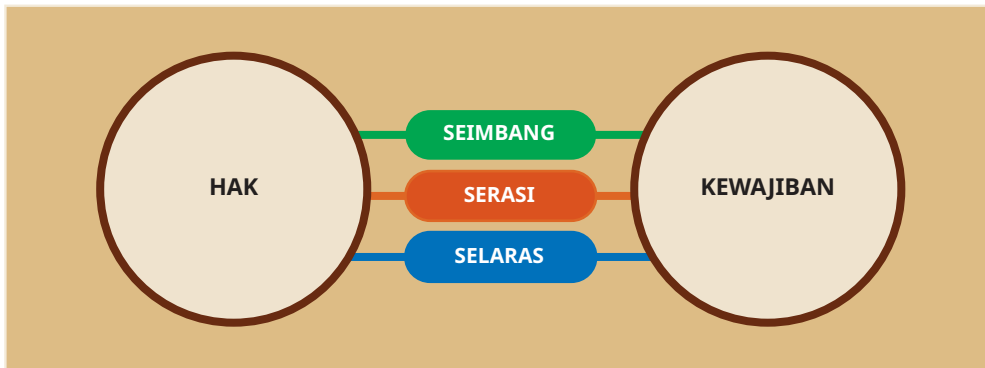 SEIMBANG
HAK
SERASI
KEWAJIBAN
SELARAS